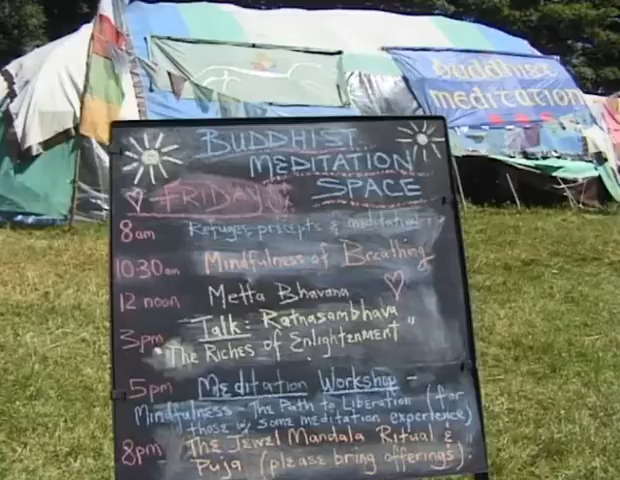 buddhist
meditation
BUDDHIST
MEDITATION
SPACE
FRIDAY
8am Refuges, precepts & meditation
10:30am Mindfulness of Breathing
12 noon Metta Bhavana
3pm Talk: Ratnasambhava
"The Riches of Enlightenment"
5pm Meditation Workshop -
Mindfulness - The Path to Liberation (for
those w/ some meditation experience)
8pm The Jewel Mandala Ritual &
Puja (please bring offerings).